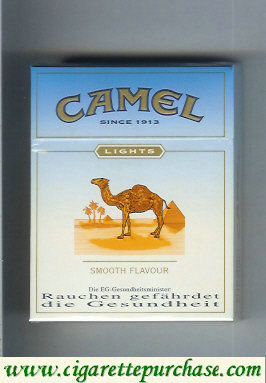 CAMEL
SINCE 1913
LIGHTS
SMOOTH FLAVOUR
Die EG-Gesundheitsminister:
Rauchen gefährdet
die Gesundheit
www.cigarettepurchase.com